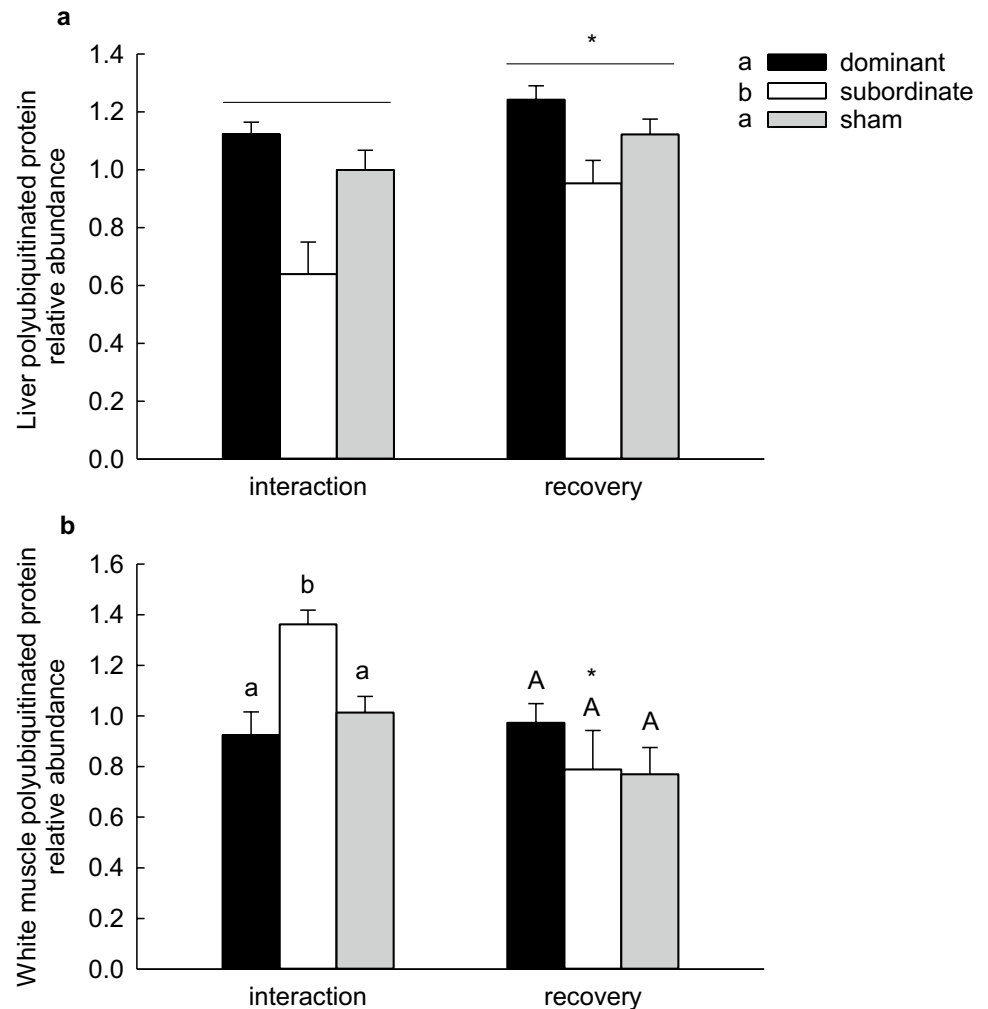 a
Liver polyubiquitinated protein
relative abundance
1.4
1.2
1.0
0.8
0.6
0.4
0.2
0.0
*
interaction
recovery
a dominant
b subordinate
a sham
b
White muscle polyubiquitinated protein
relative abundance
1.6
1.4
1.2
1.0
0.8
0.6
0.4
0.2
0.0
a
b
a
A
*
A
A
interaction
recovery